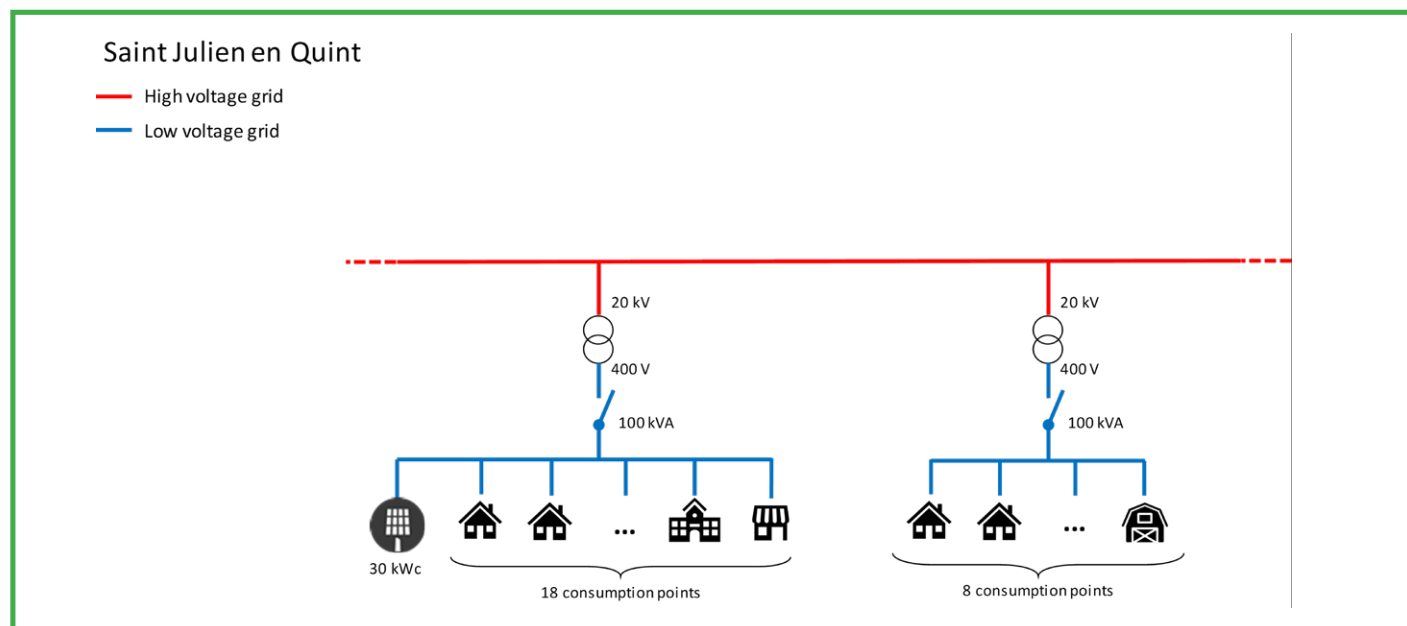 Saint Julien en Quint
High voltage grid
Low voltage grid
20 kV
20 kV
400 V
400 V
100 kVA
100 kVA
...
...
30 kWc
18 consumption points
8 consumption points